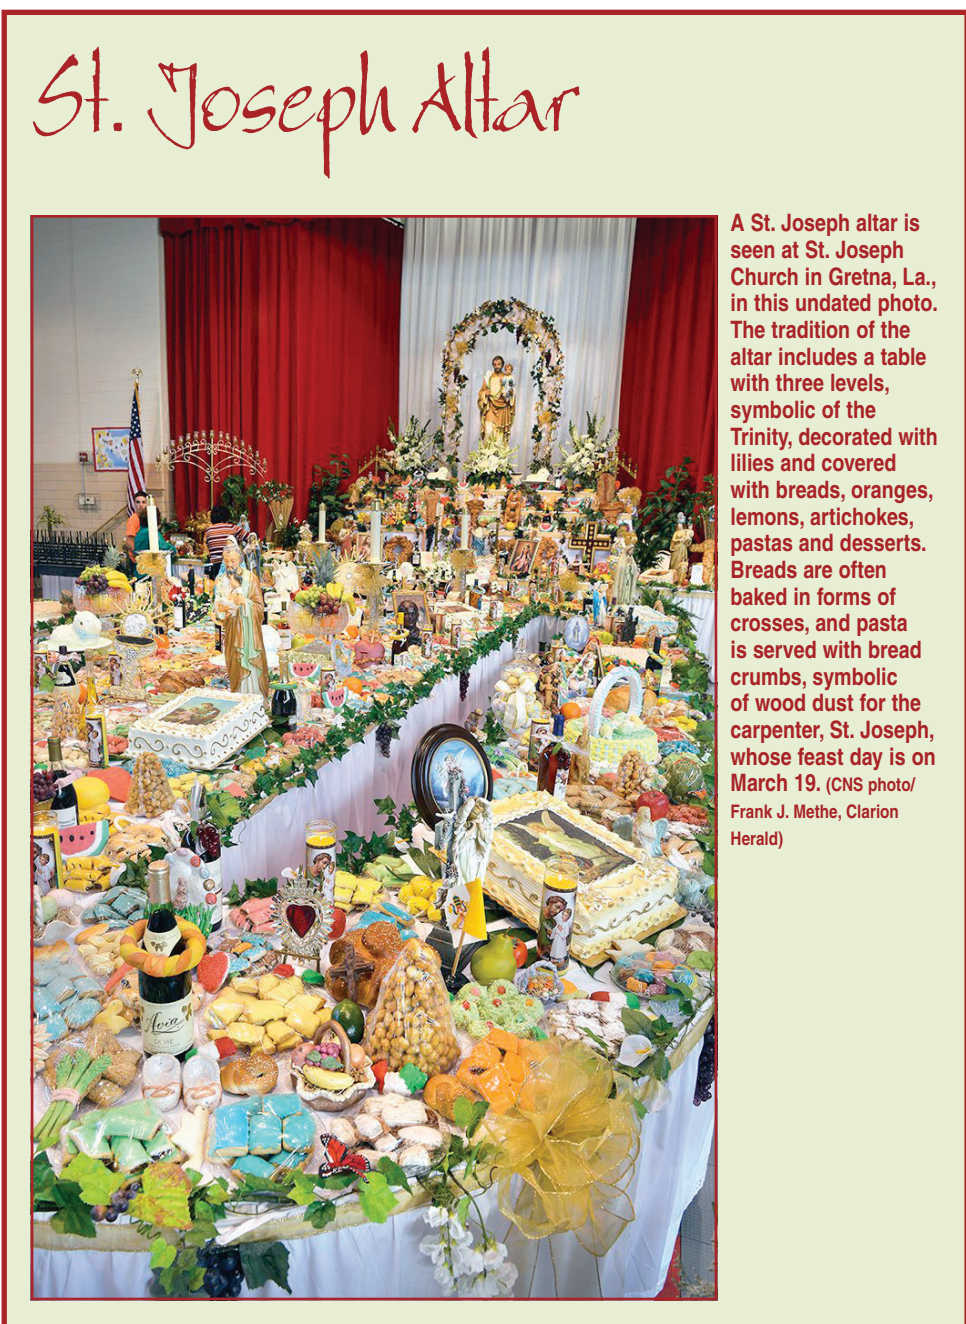 St. Joseph Altar
A St. Joseph altar is
seen at St. Joseph
Church in Gretna, La.,
in this undated photo.
The tradition of the
altar includes a table
with three levels,
symbolic of the
Trinity, decorated with
lilies and covered
with breads, oranges,
lemons, artichokes,
pastas and desserts.
Breads are often
baked in forms of
crosses, and pasta
is served with bread
crumbs, symbolic
of wood dust for the
carpenter, St. Joseph,
whose feast day is on
March 19. (CNS photo/
Frank J. Methe, Clarion
Herald)
Avia